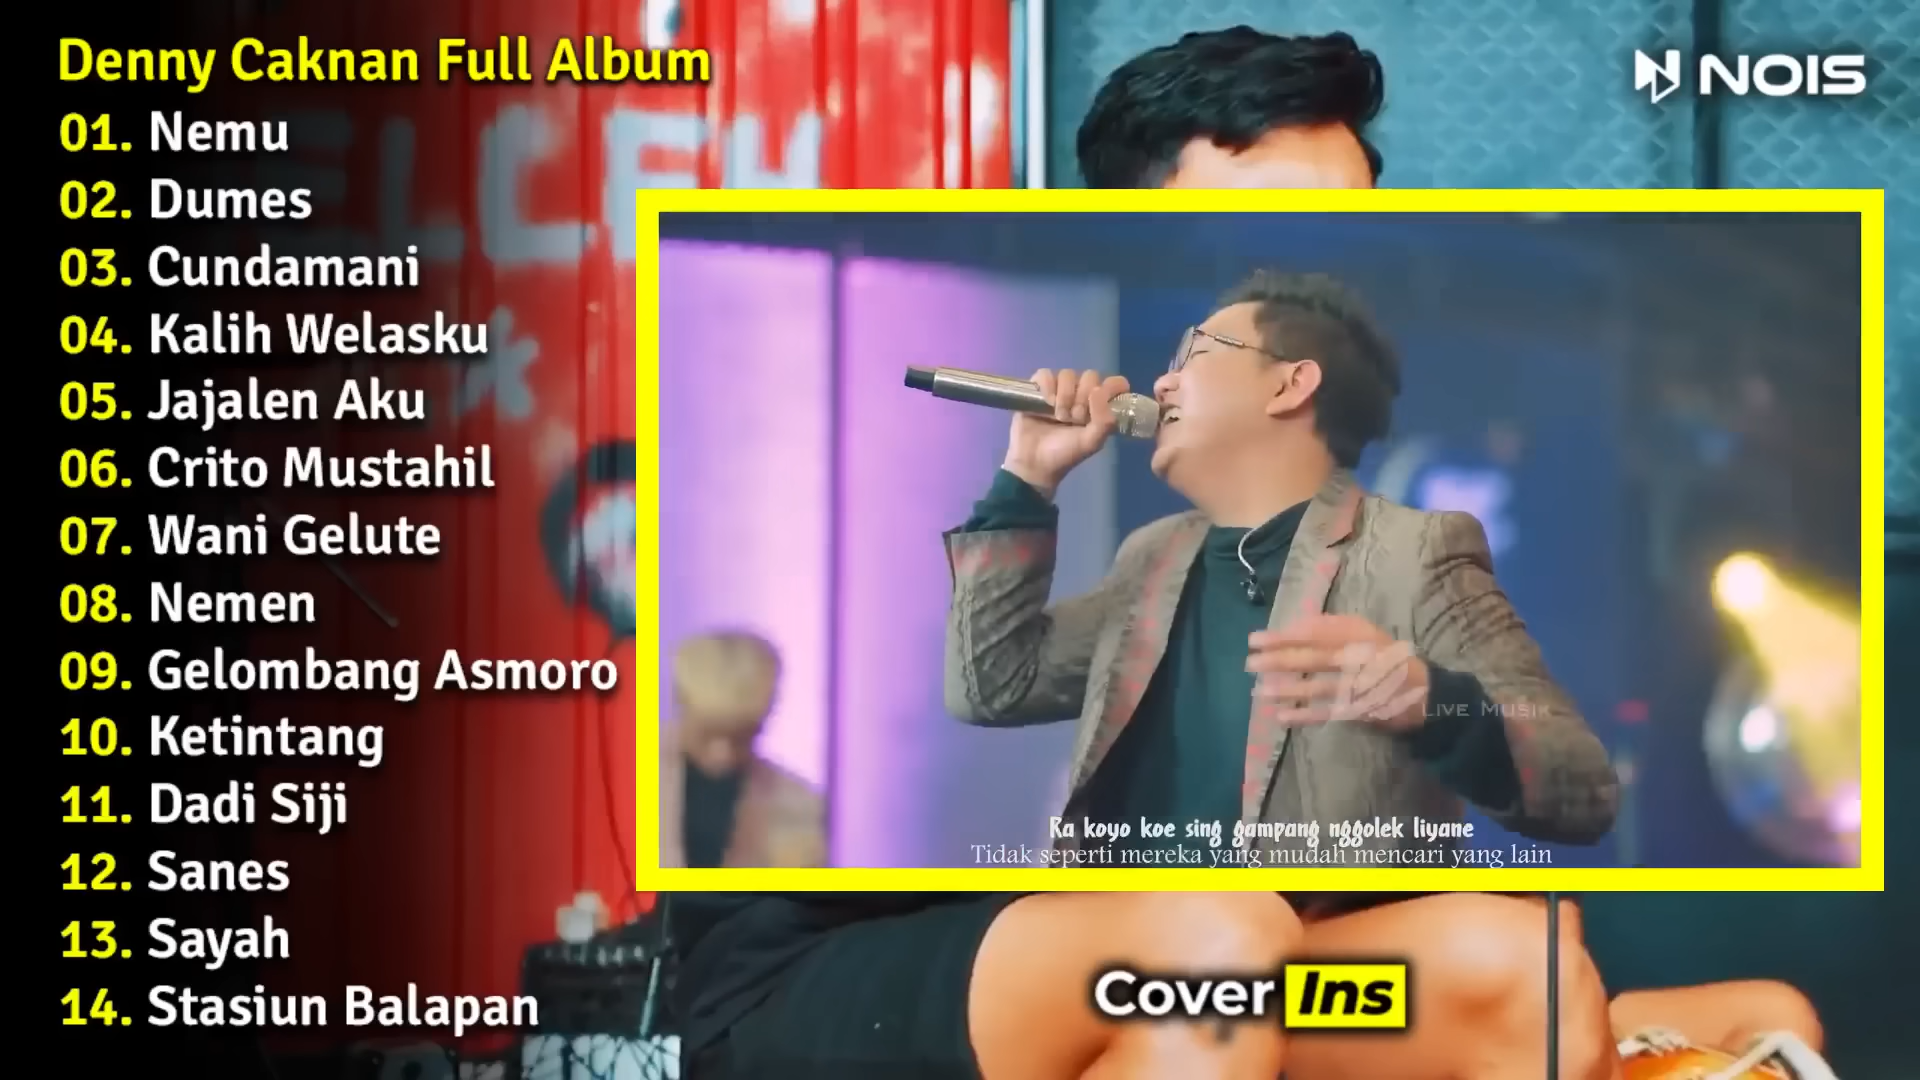 Denny Caknan Full Album
01. Nemu
02. Dumes
03. Cundamani
04. Kalih Welasku
05. Jajalen Aku
06. Crito Mustahil
07. Wani Gelute
08. Nemen
09. Gelombang Asmoro
10. Ketintang
11. Dadi Siji
12. Sanes
13. Sayah
14. Stasiun Balapan
NOIS
LIVE MUSIK
Ra koyo koe sing gampang nggolek liyane
Tidak seperti mereka yang mudah mencari yang lain
Cover Ins